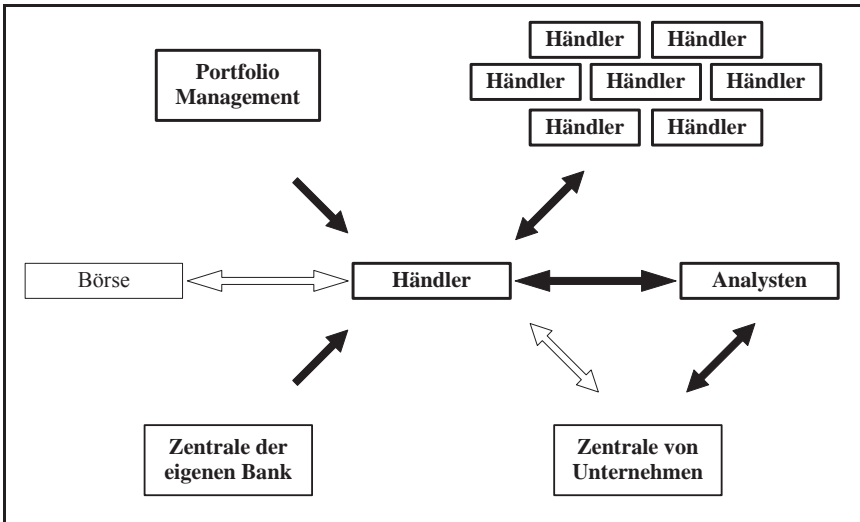 Portfolio
Management
Händler Händler
Händler Händler Händler
Händler Händler
Börse
Händler
Analysten
Zentrale der
eigenen Bank
Zentrale von
Unternehmen